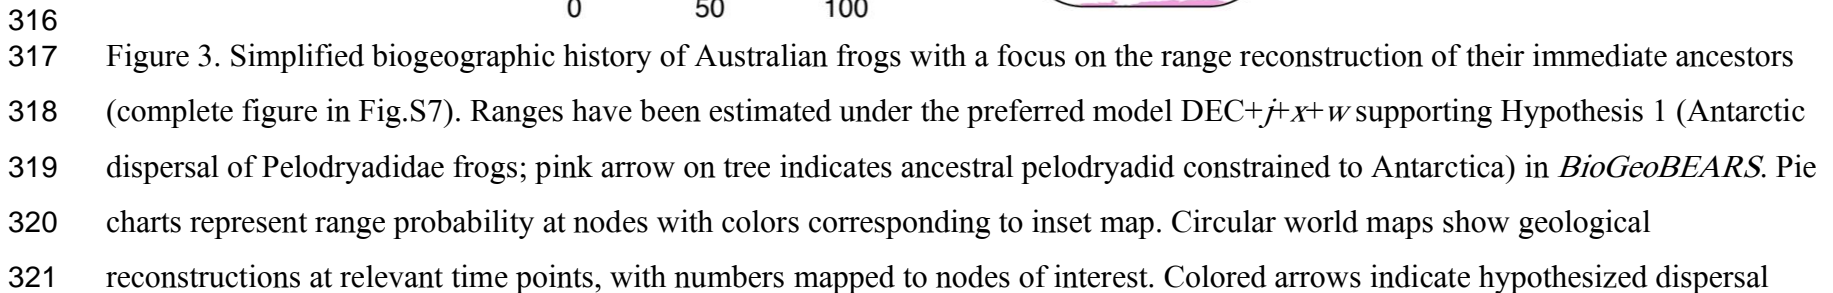 0 50 100
316
317 Figure 3. Simplified biogeographic history of Australian frogs with a focus on the range reconstruction of their immediate ancestors
318 (complete figure in Fig.S7). Ranges have been estimated under the preferred model DEC+j+x+w supporting Hypothesis 1 (Antarctic
319 dispersal of Pelodryadidae frogs; pink arrow on tree indicates ancestral pelodryadid constrained to Antarctica) in BioGeoBEARS. Pie
320 charts represent range probability at nodes with colors corresponding to inset map. Circular world maps show geological
321 reconstructions at relevant time points, with numbers mapped to nodes of interest. Colored arrows indicate hypothesized dispersal